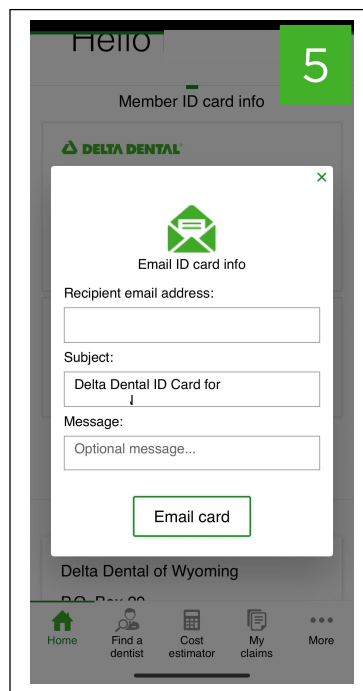 Hello
5
Member ID card info
DELTA DENTAL
×
Email ID card info
Recipient email address:
Subject:
Delta Dental ID Card for
Message:
Optional message...
Email card
Delta Dental of Wyoming
Home
Find a
dentist
Cost
estimator
My
claims
More